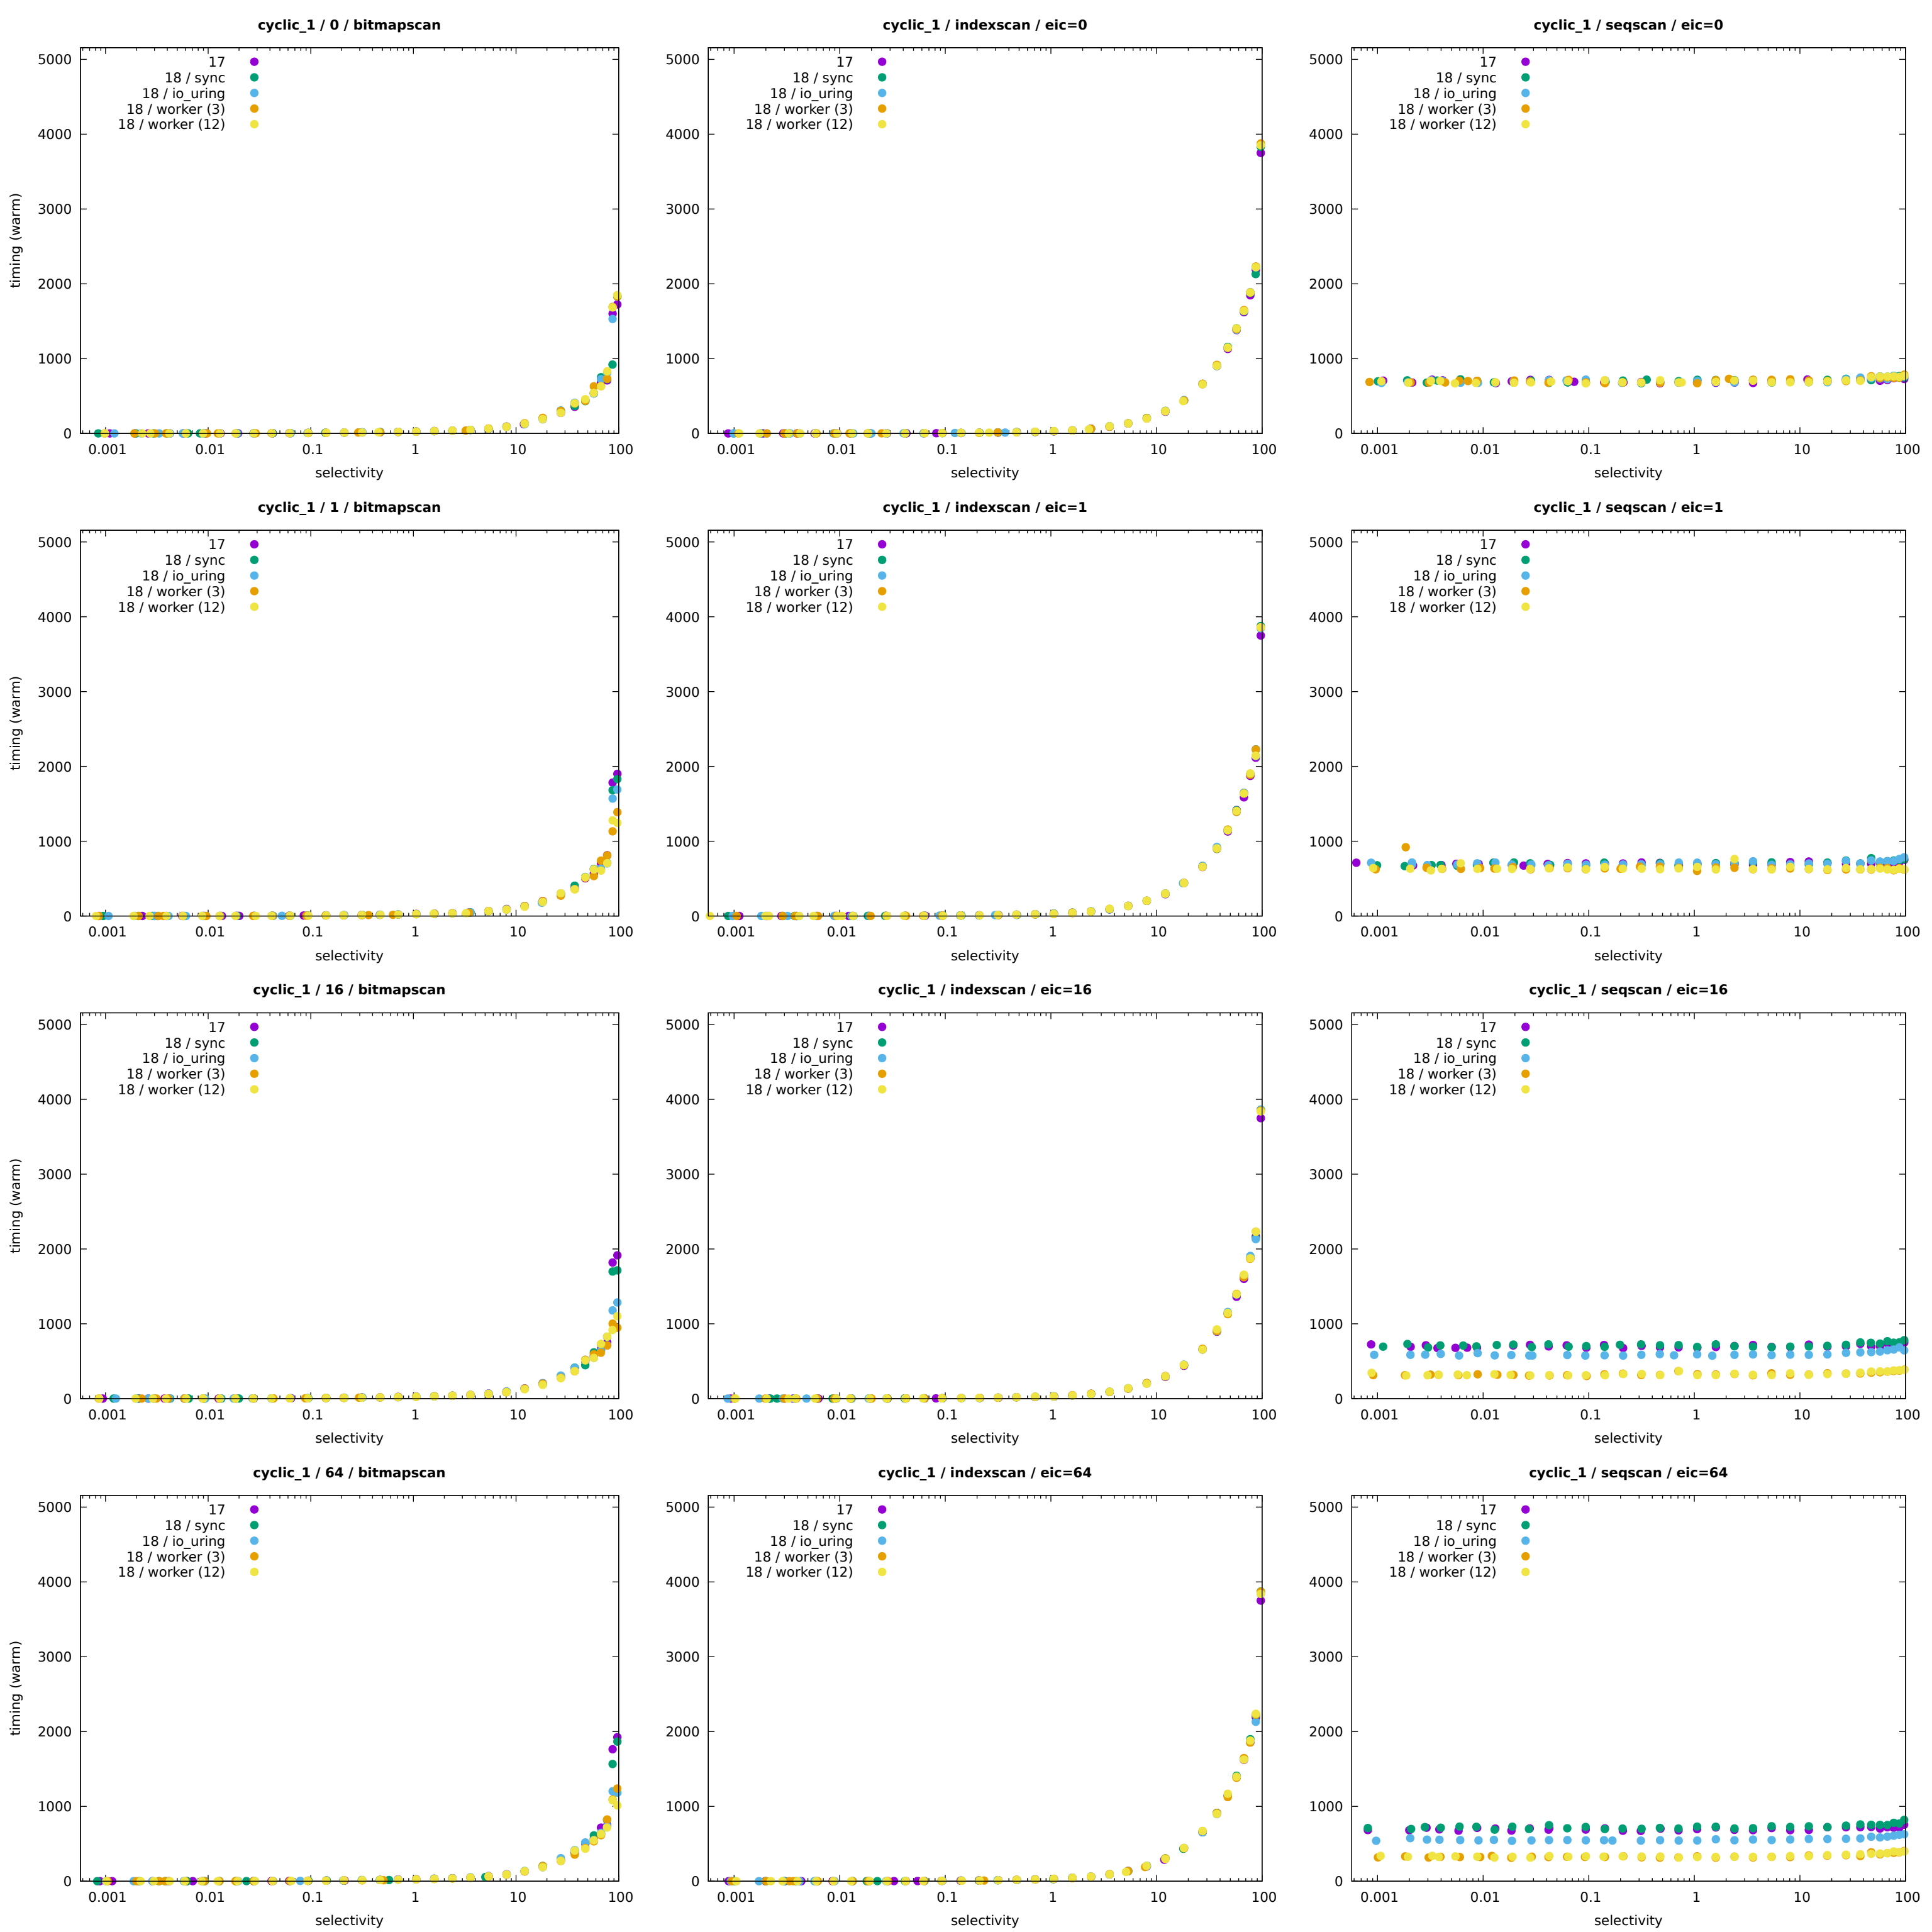 cyclic_1 / 0 / bitmapscan
5000
4000
3000
2000
1000
0
0.001 0.01 0.1 1 10 100
timing (warm)
selectivity
17
18 / sync
18 / io_uring
18 / worker (3)
18 / worker (12)
cyclic_1 / indexscan / eic=0
5000
4000
3000
2000
1000
0
0.001 0.01 0.1 1 10 100
selectivity
17
18 / sync
18 / io_uring
18 / worker (3)
18 / worker (12)
cyclic_1 / seqscan / eic=0
5000
4000
3000
2000
1000
0
0.001 0.01 0.1 1 10 100
selectivity
17
18 / sync
18 / io_uring
18 / worker (3)
18 / worker (12)
cyclic_1 / 1 / bitmapscan
5000
4000
3000
2000
1000
0
0.001 0.01 0.1 1 10 100
timing (warm)
selectivity
17
18 / sync
18 / io_uring
18 / worker (3)
18 / worker (12)
cyclic_1 / indexscan / eic=1
5000
4000
3000
2000
1000
0
0.001 0.01 0.1 1 10 100
selectivity
17
18 / sync
18 / io_uring
18 / worker (3)
18 / worker (12)
cyclic_1 / seqscan / eic=1
5000
4000
3000
2000
1000
0
0.001 0.01 0.1 1 10 100
selectivity
17
18 / sync
18 / io_uring
18 / worker (3)
18 / worker (12)
cyclic_1 / 16 / bitmapscan
5000
4000
3000
2000
1000
0
0.001 0.01 0.1 1 10 100
timing (warm)
selectivity
17
18 / sync
18 / io_uring
18 / worker (3)
18 / worker (12)
cyclic_1 / indexscan / eic=16
5000
4000
3000
2000
1000
0
0.001 0.01 0.1 1 10 100
selectivity
17
18 / sync
18 / io_uring
18 / worker (3)
18 / worker (12)
cyclic_1 / seqscan / eic=16
5000
4000
3000
2000
1000
0
0.001 0.01 0.1 1 10 100
selectivity
17
18 / sync
18 / io_uring
18 / worker (3)
18 / worker (12)
cyclic_1 / 64 / bitmapscan
5000
4000
3000
2000
1000
0
0.001 0.01 0.1 1 10 100
timing (warm)
selectivity
17
18 / sync
18 / io_uring
18 / worker (3)
18 / worker (12)
cyclic_1 / indexscan / eic=64
5000
4000
3000
2000
1000
0
0.001 0.01 0.1 1 10 100
selectivity
17
18 / sync
18 / io_uring
18 / worker (3)
18 / worker (12)
cyclic_1 / seqscan / eic=64
5000
4000
3000
2000
1000
0
0.001 0.01 0.1 1 10 100
selectivity
17
18 / sync
18 / io_uring
18 / worker (3)
18 / worker (12)